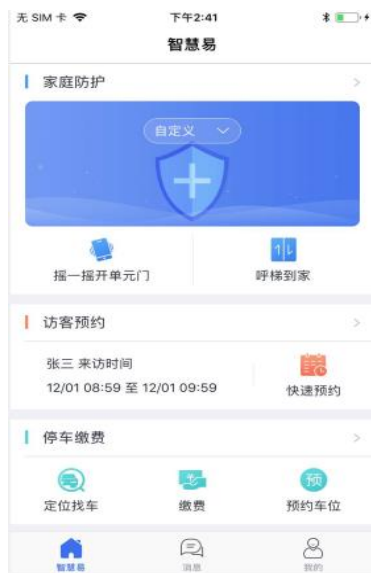 无 SIM 卡 下午2:41
智慧易
家庭防护
自定义
摇一摇开单元门 呼梯到家
访客预约
张三 来访时间
12/01 08:59 至 12/01 09:59
快速预约
停车缴费
预
定位找车 缴费 预约车位
智慧易 消息 我的